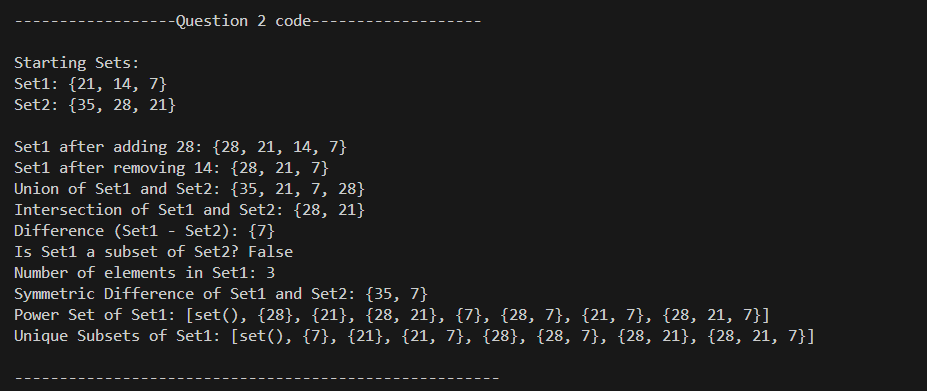 ------------------Question 2 code-------------------
Starting Sets:
Set1: {21, 14, 7}
Set2: {35, 28, 21}
Set1 after adding 28: {28, 21, 14, 7}
Set1 after removing 14: {28, 21, 7}
Union of Set1 and Set2: {35, 21, 7, 28}
Intersection of Set1 and Set2: {28, 21}
Difference (Set1 - Set2): {7}
Is Set1 a subset of Set2? False
Number of elements in Set1: 3
Symmetric Difference of Set1 and Set2: {35, 7}
Power Set of Set1: [set(), {28}, {21}, {28, 21}, {7}, {28, 7}, {21, 7}, {28, 21, 7}]
Unique Subsets of Set1: [set(), {7}, {21}, {21, 7}, {28}, {28, 7}, {28, 21}, {28, 21, 7}]
------------------------------------------------------